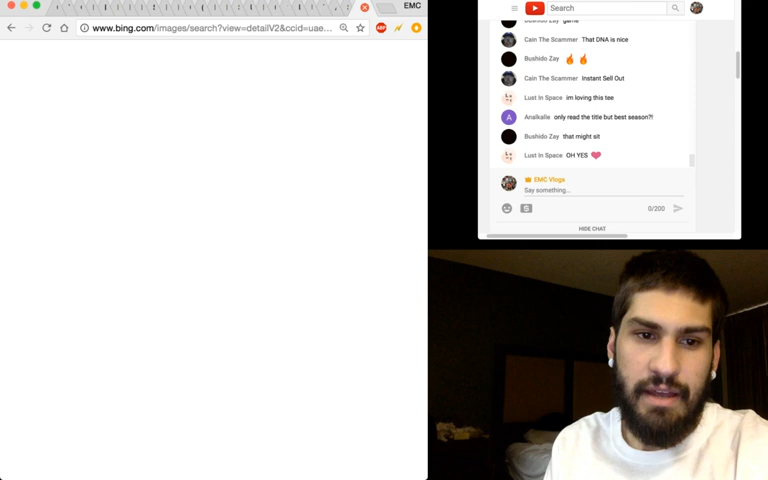 EMC
www.bing.com/images/search?view=detailV2&ccid=uae...
ABP
Search
Bushido Zay game
Cain The Scammer That DNA is nice
Bushido Zay 🔥 🔥
Cain The Scammer Instant Sell Out
Lust In Space im loving this tee
A Analkalle only read the title but best season?!
Bushido Zay that might sit
Lust In Space OH YES
EMC Vlogs
Say something...
0/200
HIDE CHAT